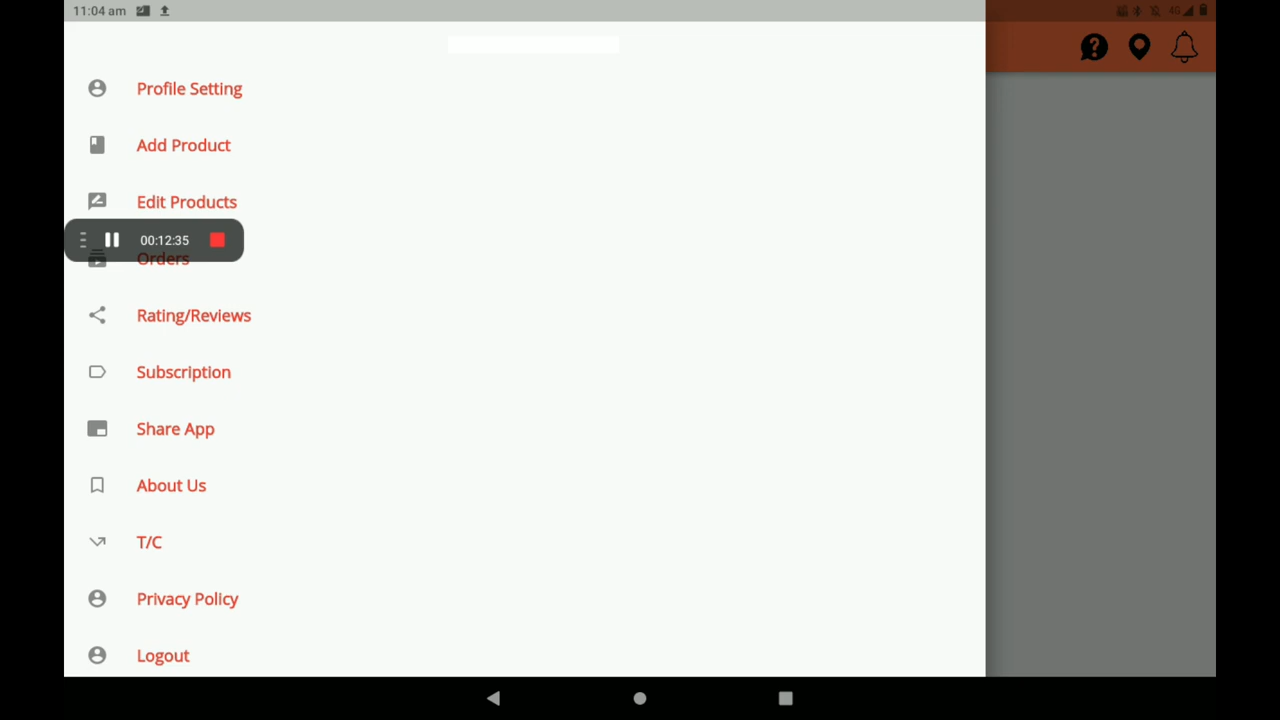 11:04 am
4G
Profile Setting
Add Product
Edit Products
00:12:35
Orders
Rating/Reviews
Subscription
Share App
About Us
T/C
Privacy Policy
Logout